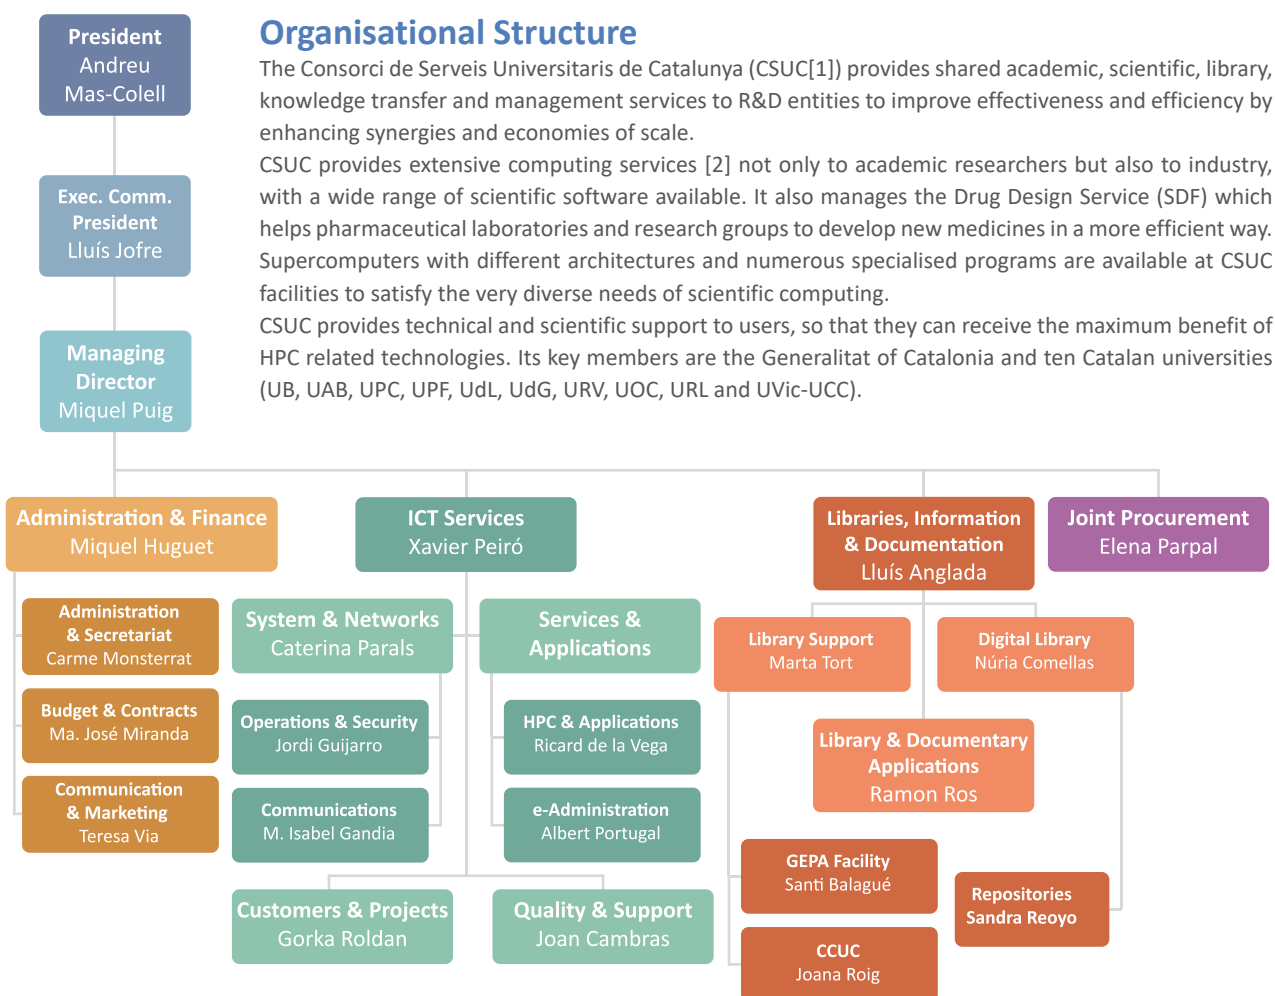 President
Andreu
Mas-Colell
Organisational Structure
The Consorci de Serveis Universitaris de Catalunya (CSUC[1]) provides shared academic, scientific, library,
knowledge transfer and management services to R&D entities to improve effectiveness and efficiency by
enhancing synergies and economies of scale.
CSUC provides extensive computing services [2] not only to academic researchers but also to industry,
with a wide range of scientific software available. It also manages the Drug Design Service (SDF) which
helps pharmaceutical laboratories and research groups to develop new medicines in a more efficient way.
Supercomputers with different architectures and numerous specialised programs are available at CSUC
facilities to satisfy the very diverse needs of scientific computing.
CSUC provides technical and scientific support to users, so that they can receive the maximum benefit of
HPC related technologies. Its key members are the Generalitat of Catalonia and ten Catalan universities
(UB, UAB, UPC, UPF, UdL, UdG, URV, UOC, URL and UVic-UCC).
Exec. Comm.
President
Lluís Jofre
Managing
Director
Miquel Puig
Administration & Finance
Miquel Huguet
ICT Services
Xavier Peiró
Libraries, Information
& Documentation
Lluís Anglada
Joint Procurement
Elena Parpal
Administration
& Secretariat
Carme Monsterrat
Budget & Contracts
Ma. José Miranda
Communication
& Marketing
Teresa Via
System & Networks
Caterina Parals
Services &
Applications
Operations & Security
Jordi Guijarro
HPC & Applications
Ricard de la Vega
Communications
M. Isabel Gandia
e-Administration
Albert Portugal
Customers & Projects
Gorka Roldan
Quality & Support
Joan Cambras
Library Support
Marta Tort
Digital Library
Núria Comellas
Library & Documentary
Applications
Ramon Ros
GEPA Facility
Santi Balagué
Repositories
Sandra Reoyo
CCUC
Joana Roig